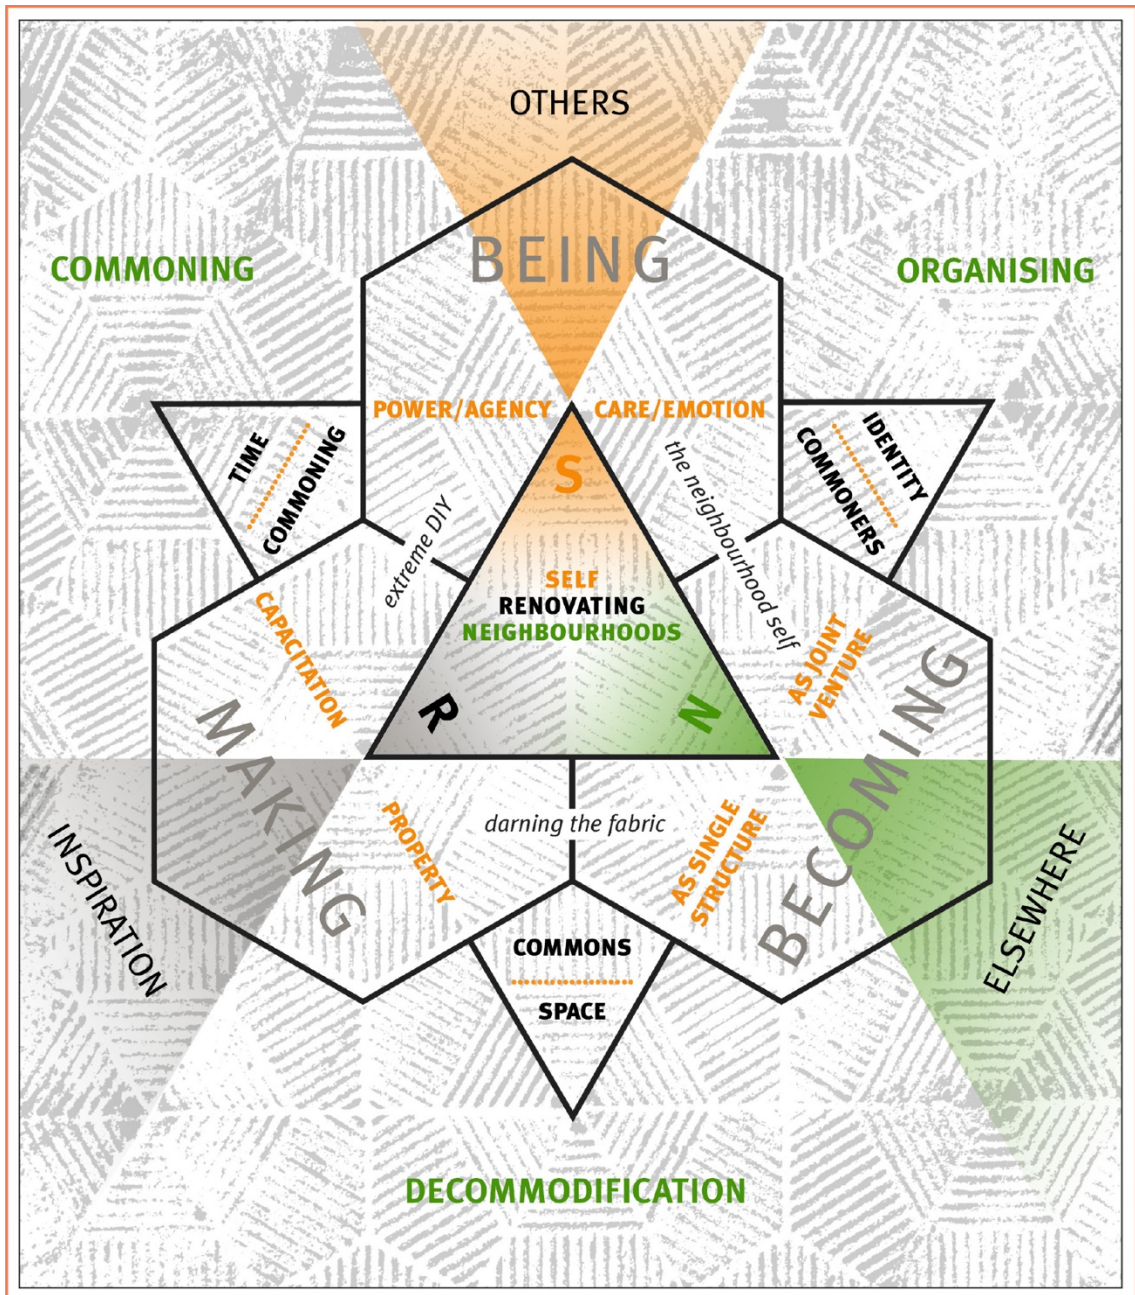 OTHERS
BEING
COMMONING
ORGANISING
POWER/AGENCY
CARE/EMOTION
TIME
COMMONING
IDENTITY
COMMONERS
S
extreme DIY
the neighbourhood self
SELF
RENOVATING
NEIGHBOURHOODS
CAPACITATION
AS JOINT
VENTURE
R
N
MAKING
BECOMING
INSPIRATION
PROPERTY
darning the fabric
AS SINGLE
STRUCTURE
ELSEWHERE
COMMONS
SPACE
DECOMMODIFICATION